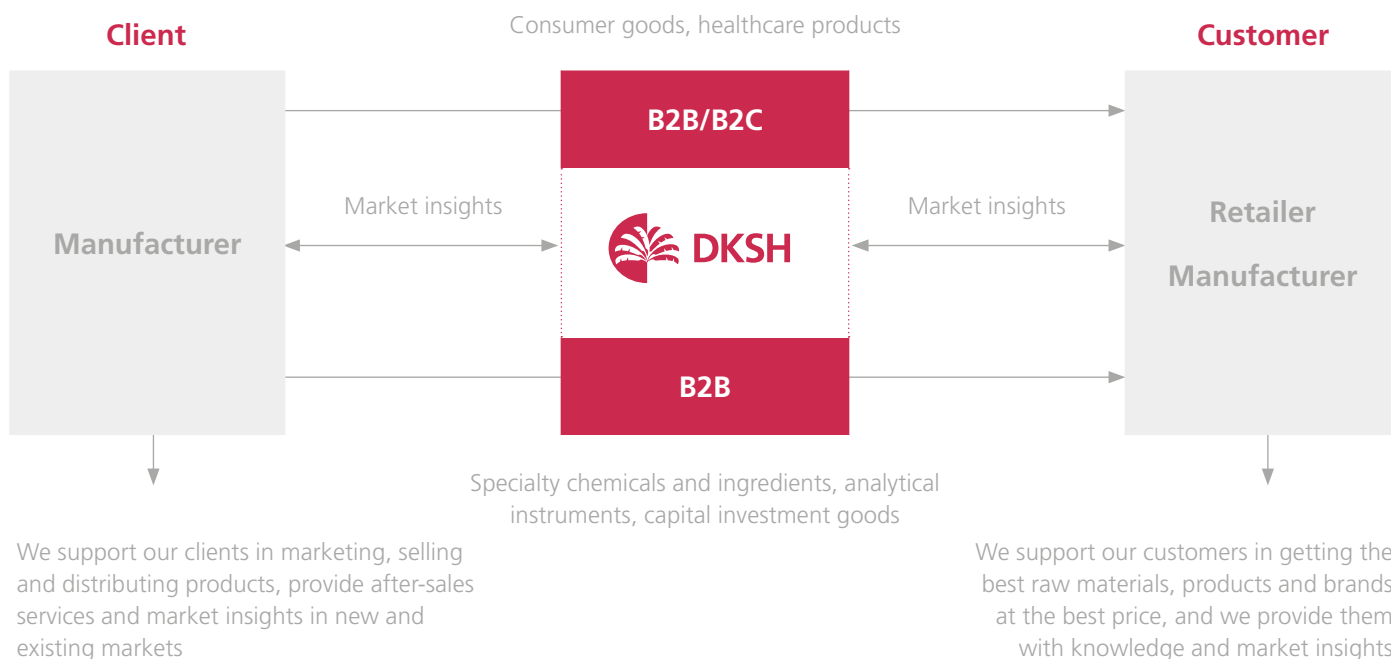 Client
Consumer goods, healthcare products
Customer
B2B/B2C
Market insights
Market insights
Manufacturer
DKSH
Retailer
Manufacturer
B2B
Specialty chemicals and ingredients, analytical
instruments, capital investment goods
We support our clients in marketing, selling
and distributing products, provide after-sales
services and market insights in new and
existing markets
We support our customers in getting the
best raw materials, products and brands
at the best price, and we provide them
with knowledge and market insights